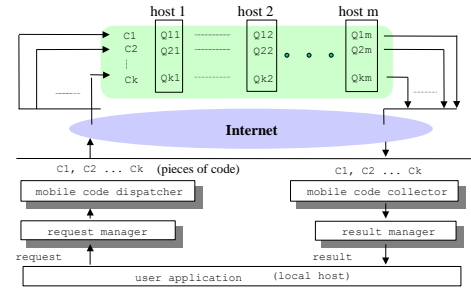 host 1 host 2 host m
C1 Q11 Q12 Q1m
C2 Q21 Q22 Q2m
Ck Qk1 Qk2 Qkm
Internet
C1, C2 ... Ck (pieces of code) C1, C2 ... Ck
mobile code dispatcher mobile code collector
request manager result manager
request result
user application (local host)